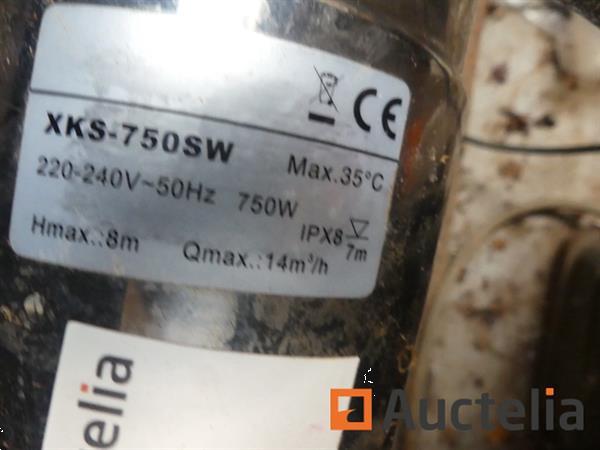 CE
XKS-750SW
Max.35°C
220-240V~50Hz 750W
IPX8 7m
Hmax.:8m
Qmax.:14m³/h
elia
Auctelia